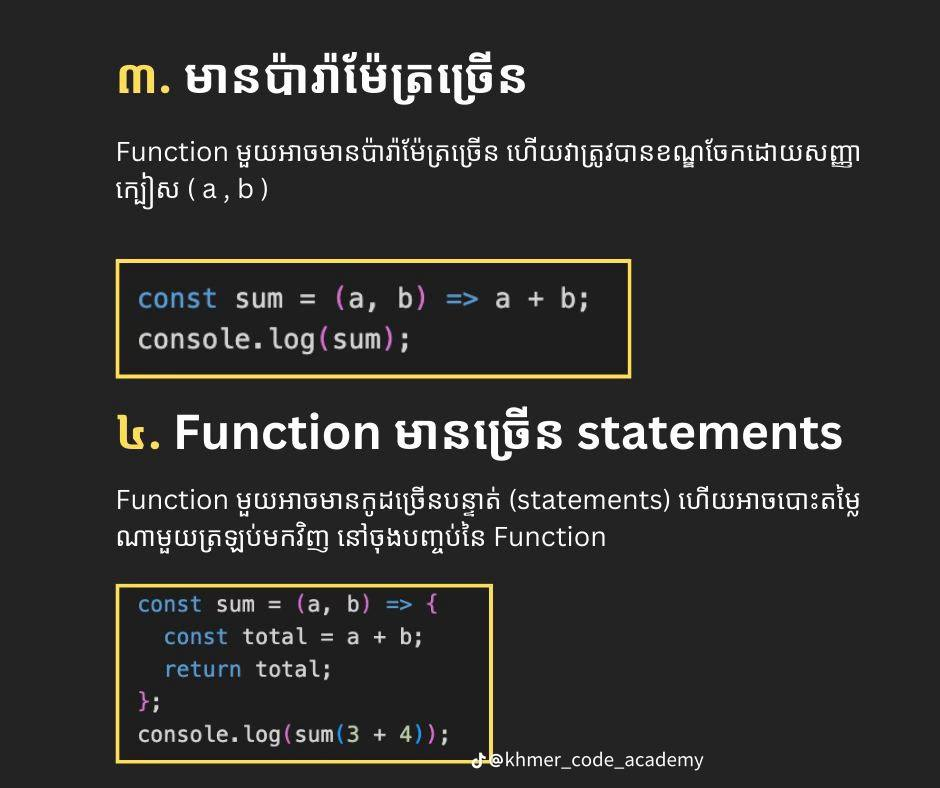 ៣. មានប៉ារ៉ាម៉ែត្រច្រើន
Function មួយអាចមានប៉ារ៉ាម៉ែត្រច្រើន ហើយវាត្រូវបានខណ្ឌចែកដោយសញ្ញា
ក្បៀស ( a , b )
const sum = (a, b) => a + b;
console.log(sum);
៤. Function មានច្រើន statements
Function មួយអាចមានកូដច្រើនបន្ទាត់ (statements) ហើយអាចបោះតម្លៃ
ណាមួយត្រឡប់មកវិញ នៅចុងបញ្ចប់នៃ Function
const sum = (a, b) => {
  const total = a + b;
  return total;
};
console.log(sum(3 + 4));
@khmer_code_academy